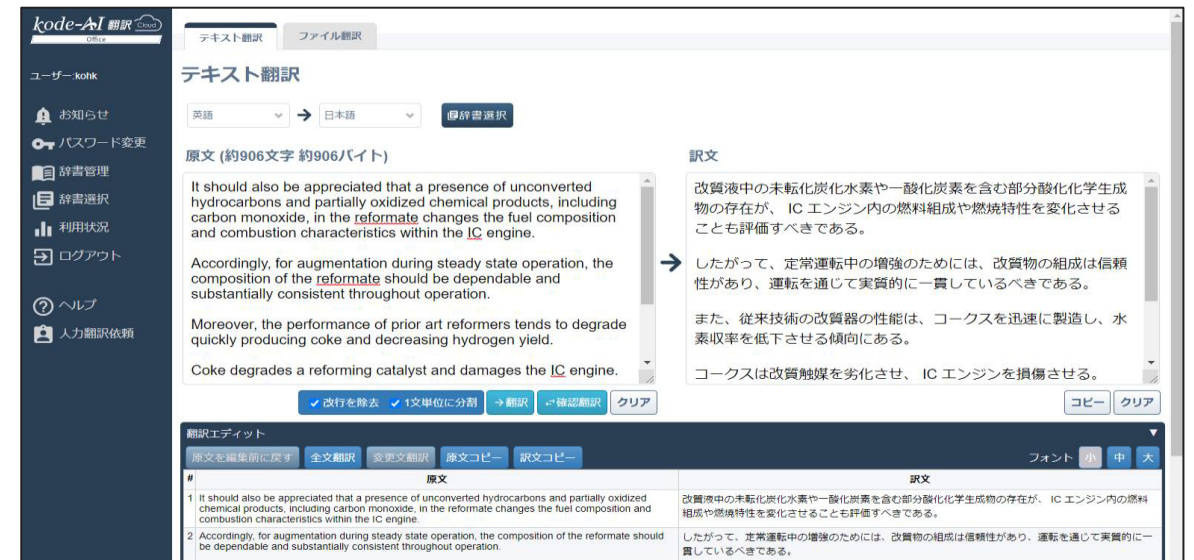 kode-AI 翻訳 Cloud
Office
ユーザー:kohk
お知らせ
パスワード変更
辞書管理
辞書選択
利用状況
ログアウト
ヘルプ
人力翻訳依頼
テキスト翻訳
ファイル翻訳
テキスト翻訳
英語
日本語
辞書選択
原文 (約906文字 約906バイト)
It should also be appreciated that a presence of unconverted
hydrocarbons and partially oxidized chemical products, including
carbon monoxide, in the reformate changes the fuel composition
and combustion characteristics within the IC engine.
Accordingly, for augmentation during steady state operation, the
composition of the reformate should be dependable and
substantially consistent throughout operation.
Moreover, the performance of prior art reformers tends to degrade
quickly producing coke and decreasing hydrogen yield.
Coke degrades a reforming catalyst and damages the IC engine.
訳文
改質液中の未転化炭化水素や一酸化炭素を含む部分酸化化学生成
物の存在が、 IC エンジン内の燃料組成や燃焼特性を変化させる
ことも評価すべきである。
したがって、定常運転中の増強のためには、改質物の組成は信頼
性があり、運転を通じて実質的に一貫しているべきである。
また、従来技術の改質器の性能は、コークスを迅速に製造し、水
素収率を低下させる傾向にある。
コークスは改質触媒を劣化させ、 IC エンジンを損傷させる。
改行を除去 1文単位に分割 →翻訳 ⇄確認翻訳 クリア
コピー クリア
翻訳エディット ▼
原文を編集前に戻す 全文翻訳 変更文翻訳 原文コピー 訳文コピー
フォント 小 中 大
# 原文 訳文
1 It should also be appreciated that a presence of unconverted hydrocarbons and partially oxidized
chemical products, including carbon monoxide, in the reformate changes the fuel composition and
combustion characteristics within the IC engine.
改質液中の未転化炭化水素や一酸化炭素を含む部分酸化化学生成物の存在が、 IC エンジン内の燃料
組成や燃焼特性を変化させることも評価すべきである。
2 Accordingly, for augmentation during steady state operation, the composition of the reformate should
be dependable and substantially consistent throughout operation.
したがって、定常運転中の増強のためには、改質物の組成は信頼性があり、運転を通じて実質的に一
貫しているべきである。